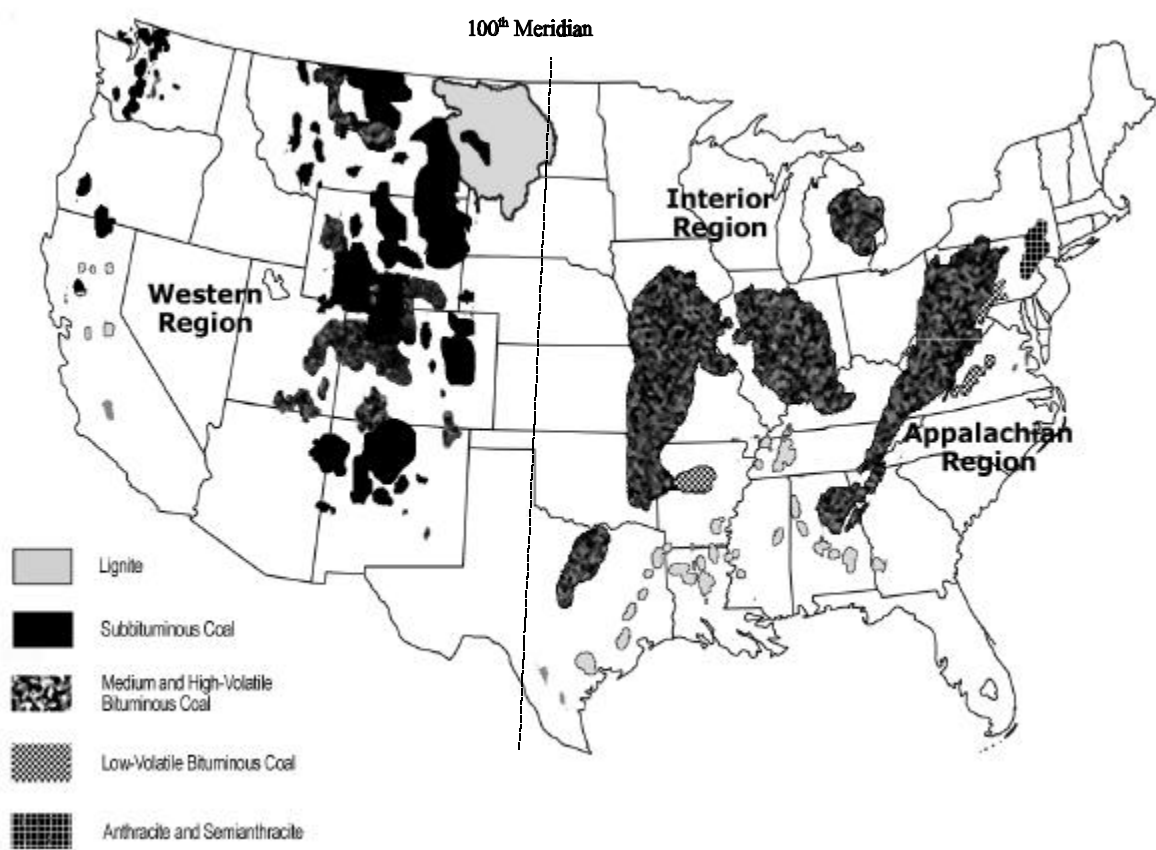 100th Meridian
Interior
Region
Western
Region
Appalachian
Region
Lignite
Subbituminous Coal
Medium and High-Volatile
Bituminous Coal
Low-Volatile Bituminous Coal
Anthracite and Semianthracite